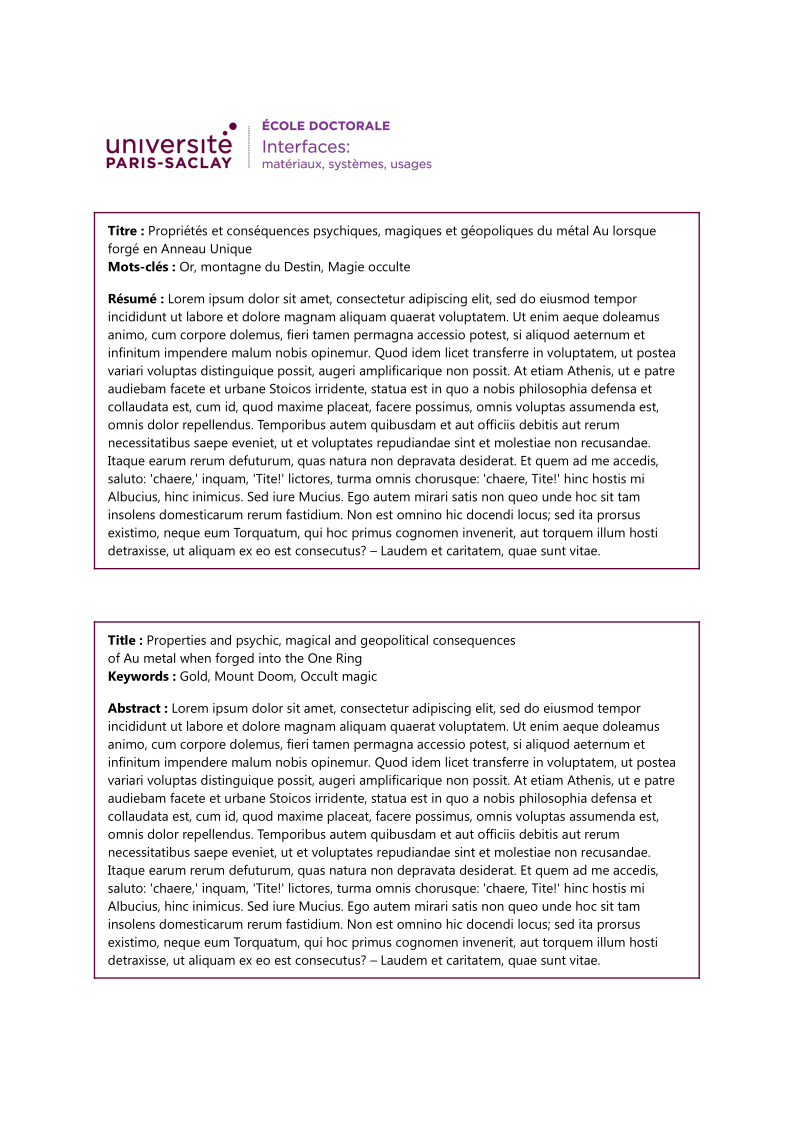 université
PARIS-SACLAY
ÉCOLE DOCTORALE
Interfaces:
matériaux, systèmes, usages
Titre : Propriétés et conséquences psychiques, magiques et géopoliques du métal Au lorsque
forgé en Anneau Unique
Mots-clés : Or, montagne du Destin, Magie occulte
Résumé : Lorem ipsum dolor sit amet, consectetur adipiscing elit, sed do eiusmod tempor
incididunt ut labore et dolore magnam aliquam quaerat voluptatem. Ut enim aeque doleamus
animo, cum corpore dolemus, fieri tamen permagna accessio potest, si aliquod aeternum et
infinitum impendere malum nobis opinemur. Quod idem licet transferre in voluptatem, ut postea
variari voluptas distinguique possit, augeri amplificarique non possit. At etiam Athenis, ut e patre
audiebam facete et urbane Stoicos irridente, statua est in quo a nobis philosophia defensa et
collaudata est, cum id, quod maxime placeat, facere possimus, omnis voluptas assumenda est,
omnis dolor repellendus. Temporibus autem quibusdam et aut officiis debitis aut rerum
necessitatibus saepe eveniet, ut et voluptates repudiandae sint et molestiae non recusandae.
Itaque earum rerum defuturum, quas natura non depravata desiderat. Et quem ad me accedis,
saluto: 'chaere,' inquam, 'Tite!' lictores, turma omnis chorusque: 'chaere, Tite!' hinc hostis mi
Albucius, hinc inimicus. Sed iure Mucius. Ego autem mirari satis non queo unde hoc sit tam
insolens domesticarum rerum fastidium. Non est omnino hic docendi locus; sed ita prorsus
existimo, neque eum Torquatum, qui hoc primus cognomen invenerit, aut torquem illum hosti
detraxisse, ut aliquam ex eo est consecutus? – Laudem et caritatem, quae sunt vitae.
Title : Properties and psychic, magical and geopolitical consequences
of Au metal when forged into the One Ring
Keywords : Gold, Mount Doom, Occult magic
Abstract : Lorem ipsum dolor sit amet, consectetur adipiscing elit, sed do eiusmod tempor
incididunt ut labore et dolore magnam aliquam quaerat voluptatem. Ut enim aeque doleamus
animo, cum corpore dolemus, fieri tamen permagna accessio potest, si aliquod aeternum et
infinitum impendere malum nobis opinemur. Quod idem licet transferre in voluptatem, ut postea
variari voluptas distinguique possit, augeri amplificarique non possit. At etiam Athenis, ut e patre
audiebam facete et urbane Stoicos irridente, statua est in quo a nobis philosophia defensa et
collaudata est, cum id, quod maxime placeat, facere possimus, omnis voluptas assumenda est,
omnis dolor repellendus. Temporibus autem quibusdam et aut officiis debitis aut rerum
necessitatibus saepe eveniet, ut et voluptates repudiandae sint et molestiae non recusandae.
Itaque earum rerum defuturum, quas natura non depravata desiderat. Et quem ad me accedis,
saluto: 'chaere,' inquam, 'Tite!' lictores, turma omnis chorusque: 'chaere, Tite!' hinc hostis mi
Albucius, hinc inimicus. Sed iure Mucius. Ego autem mirari satis non queo unde hoc sit tam
insolens domesticarum rerum fastidium. Non est omnino hic docendi locus; sed ita prorsus
existimo, neque eum Torquatum, qui hoc primus cognomen invenerit, aut torquem illum hosti
detraxisse, ut aliquam ex eo est consecutus? – Laudem et caritatem, quae sunt vitae.